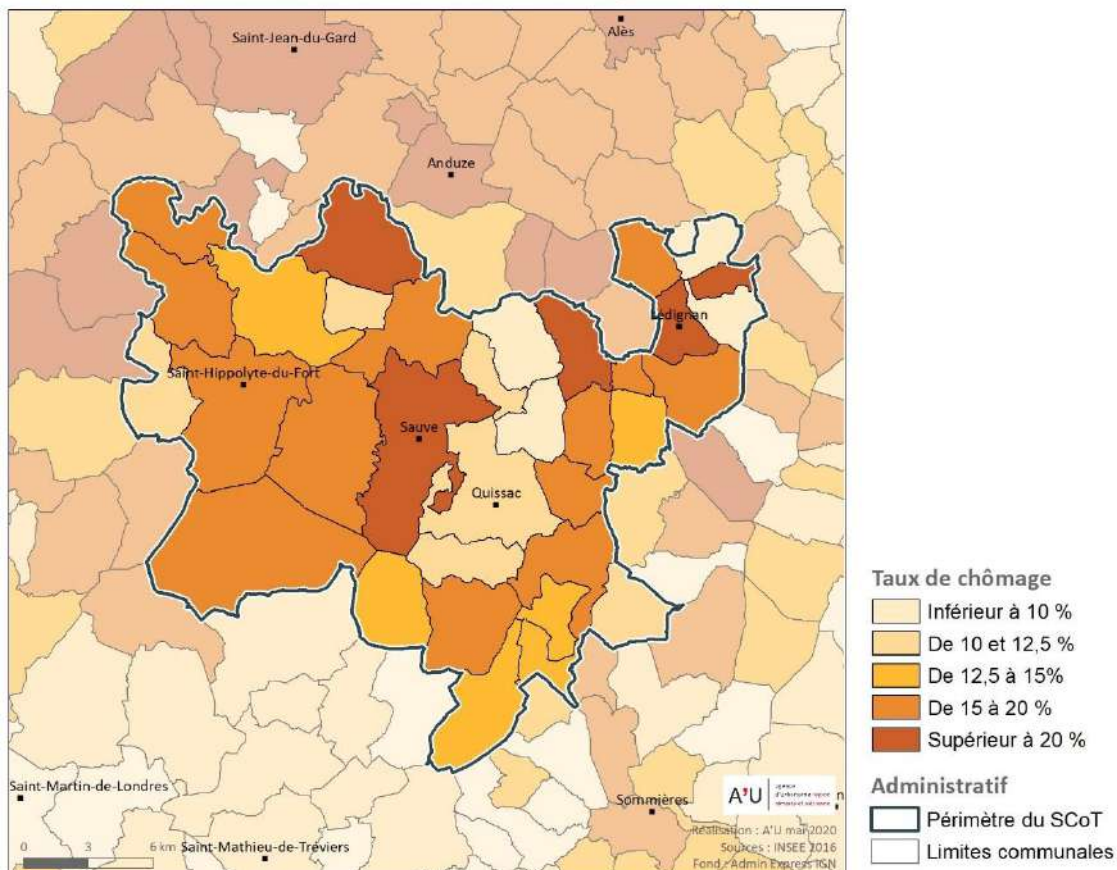 Saint-Jean-du-Gard
Alès
Anduze
Lédignan
Saint-Hippolyte-du-Fort
Sauve
Quissac
Saint-Martin-de-Londres
Sommières
Saint-Mathieu-de-Tréviers
0 3 6 km
A'U
Réalisation : A'U mai 2020
Sources : INSEE 2016
Fond : Admin Express IGN
Taux de chômage
Inférieur à 10 %
De 10 et 12,5 %
De 12,5 à 15%
De 15 à 20 %
Supérieur à 20 %
Administratif
Périmètre du SCoT
Limites communales